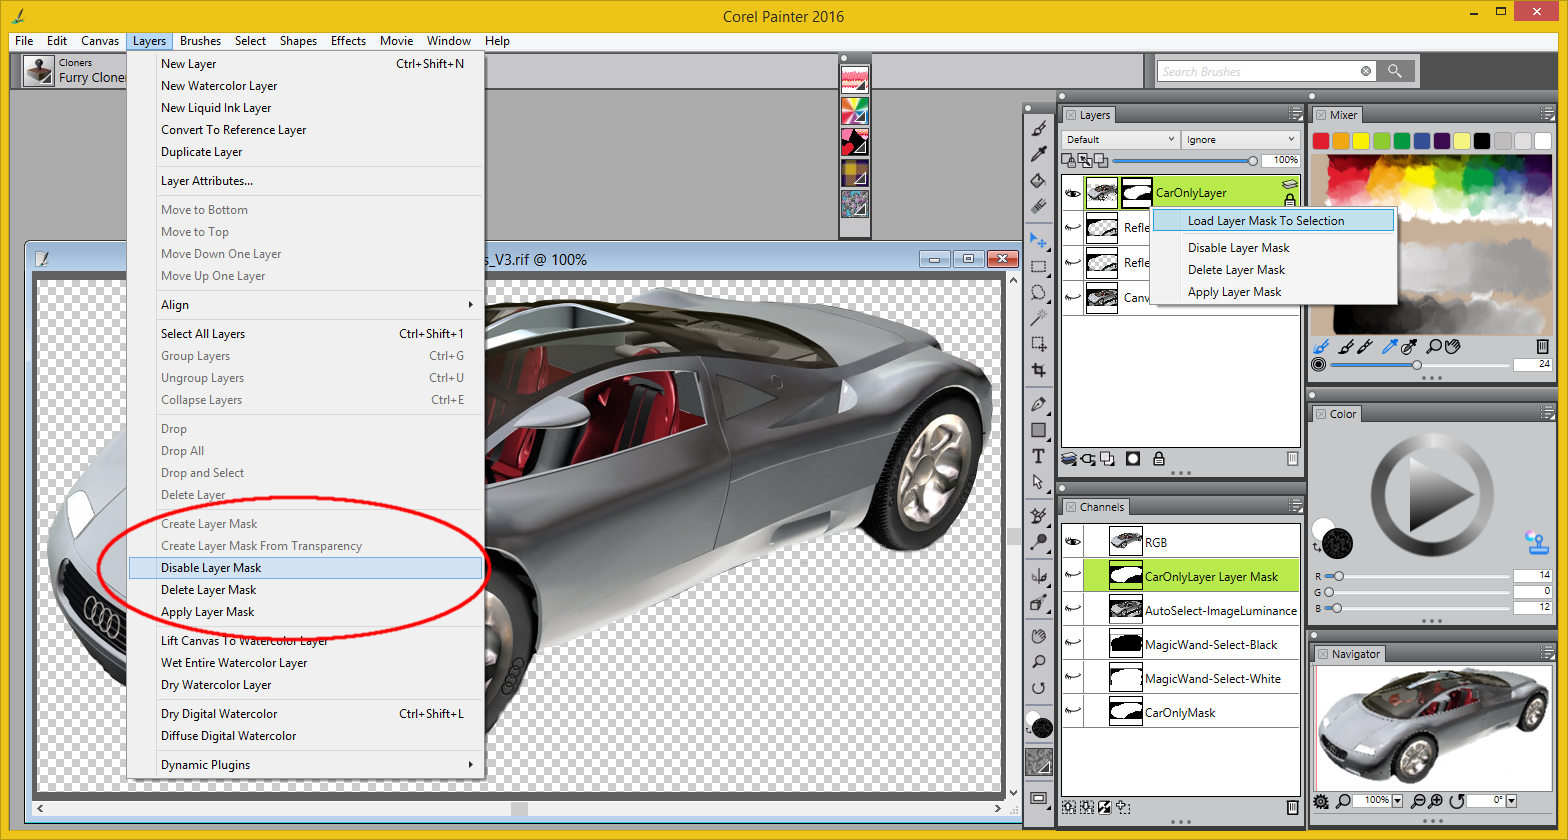 Corel Painter 2016
File Edit Canvas Layers Brushes Select Shapes Effects Movie Window Help
Cloners
Furry Cloner
Search Brushes
New Layer Ctrl+Shift+N
New Watercolor Layer
New Liquid Ink Layer
Convert To Reference Layer
Duplicate Layer
Layer Attributes...
Move to Bottom
Move to Top
Move Down One Layer
Move Up One Layer
Align
Select All Layers Ctrl+Shift+1
Group Layers Ctrl+G
Ungroup Layers Ctrl+U
Collapse Layers Ctrl+E
Drop
Drop All
Drop and Select
Delete Layer
Create Layer Mask
Create Layer Mask From Transparency
Disable Layer Mask
Delete Layer Mask
Apply Layer Mask
Lift Canvas To Watercolor Layer
Wet Entire Watercolor Layer
Dry Watercolor Layer
Dry Digital Watercolor Ctrl+Shift+L
Diffuse Digital Watercolor
Dynamic Plugins
s_V3.rif @ 100%
Layers
Default Ignore
100%
CarOnlyLayer
Refle
Refle
Canv
Load Layer Mask To Selection
Disable Layer Mask
Delete Layer Mask
Apply Layer Mask
Channels
RGB
CarOnlyLayer Layer Mask
AutoSelect-ImageLuminance
MagicWand-Select-Black
MagicWand-Select-White
CarOnlyMask
Mixer
24
Color
R 14
G 0
B 12
Navigator
100% 0°